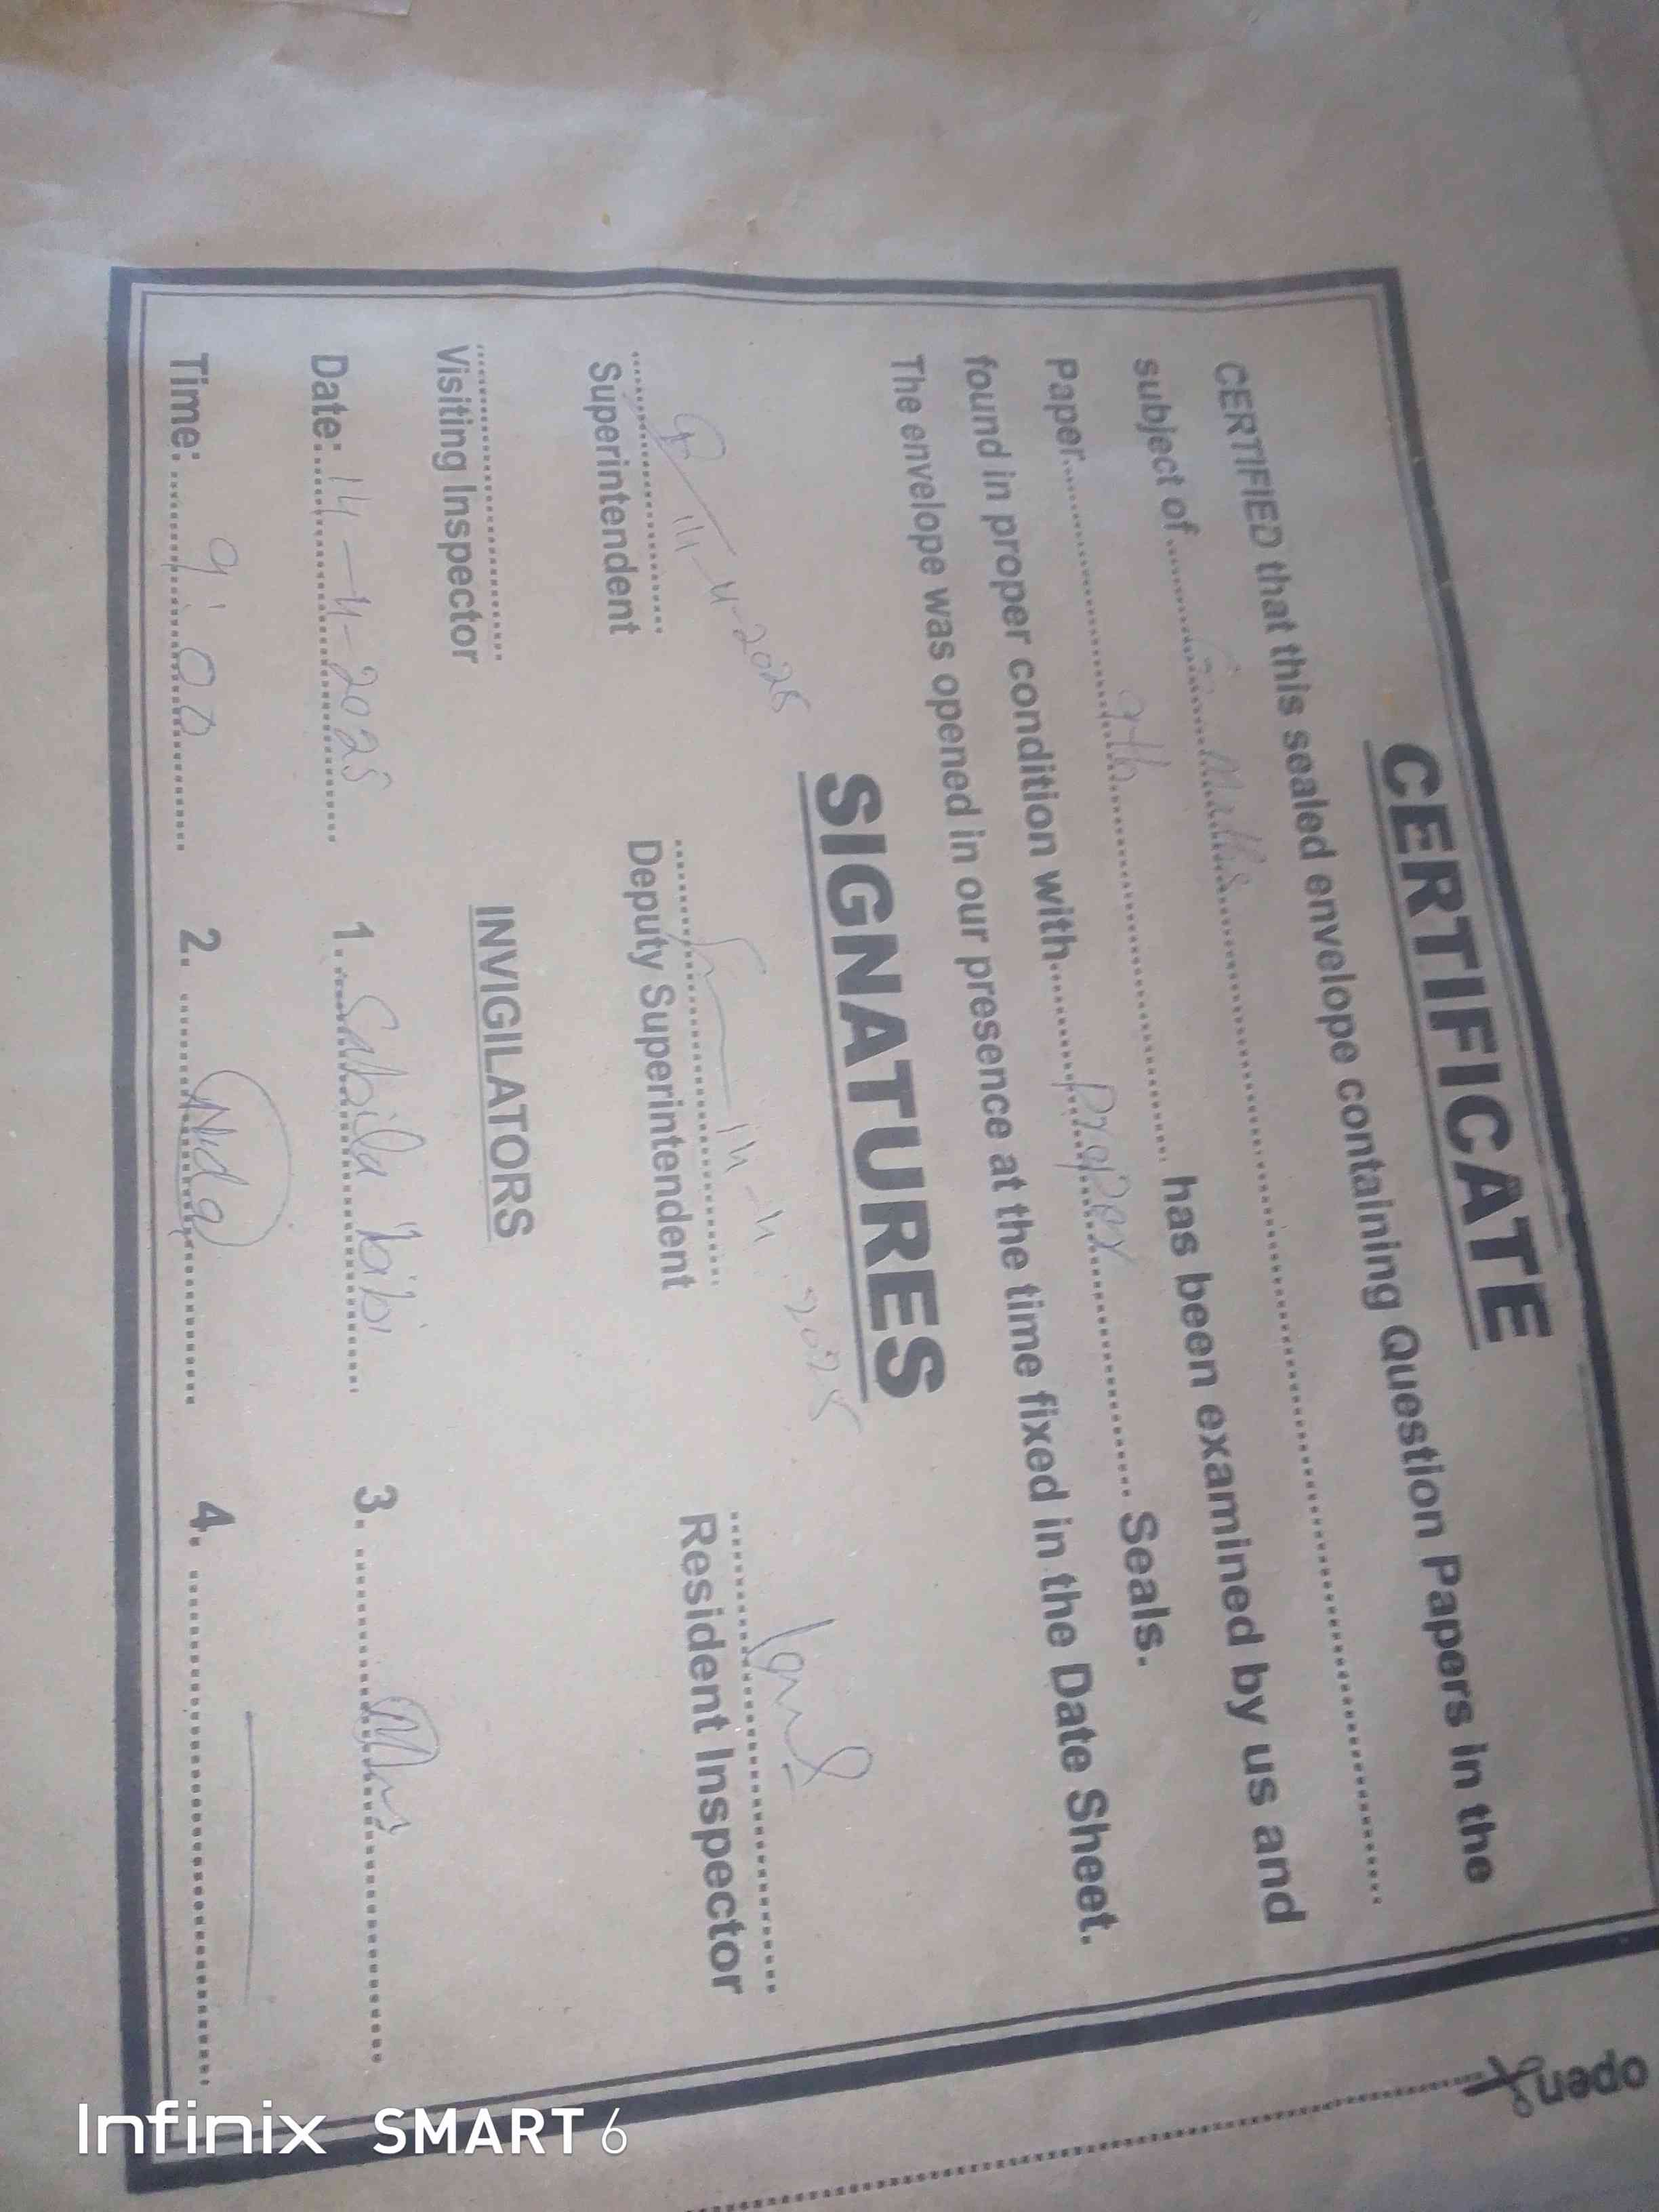 CERTIFICATE
CERTIFIED that this sealed envelope containing Question Papers in the
subject of ............................................................
Paper............ 9th ............ has been examined by us and
found in proper condition with...... proper ............ Seals.
The envelope was opened in our presence at the time fixed in the Date Sheet.
SIGNATURES
14-4-2025
14-4-2025
Superintendent
Deputy Superintendent
Resident Inspector
Visiting Inspector
INVIGILATORS
Date: 14-4-2025
1. Sabila bibi
3. ............
Time: 9:00
2. Nida
4. ............
open
Infinix SMART 6